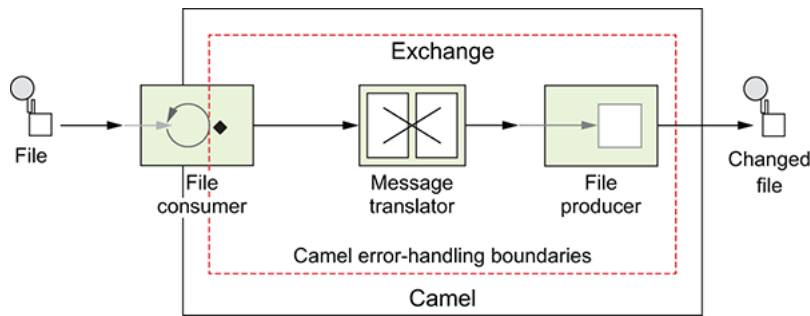 Exchange
File
File
consumer
Message
translator
File
producer
Changed
file
Camel error-handling boundaries
Camel